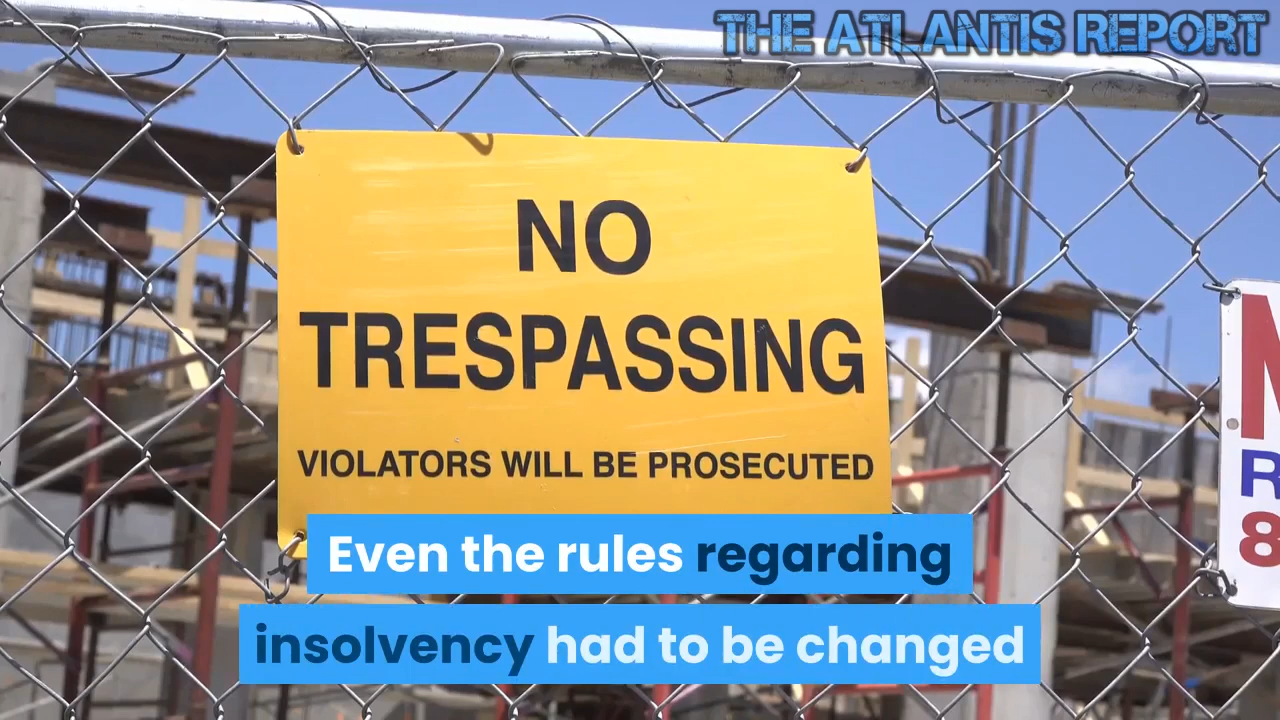 THE ATLANTIS REPORT
NO
TRESPASSING
VIOLATORS WILL BE PROSECUTED
Even the rules regarding
insolvency had to be changed